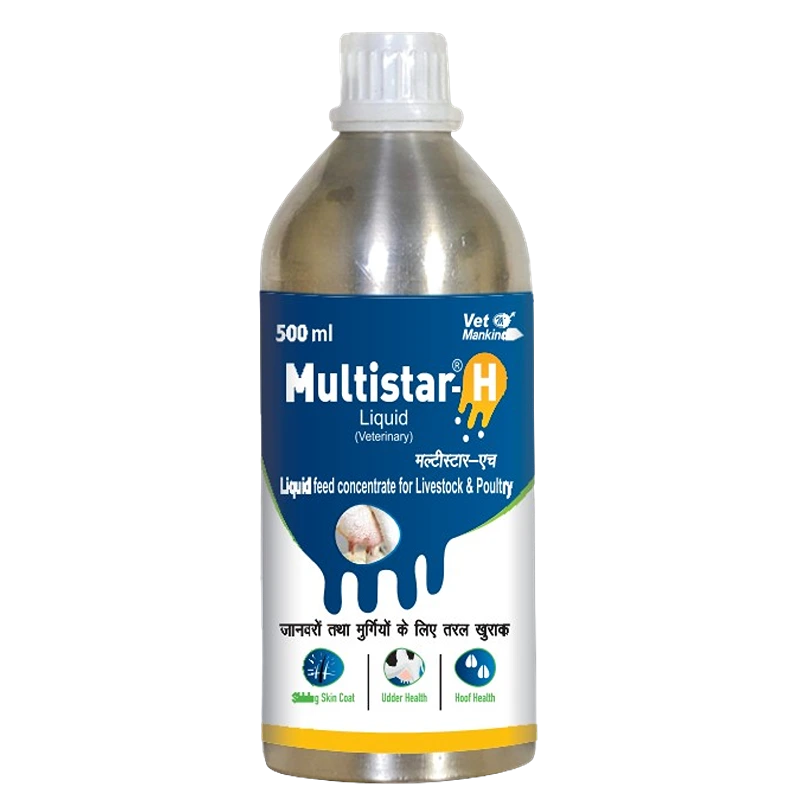 500 ml
Vet
Mankind
Multistar-H
®
Liquid
(Veterinary)
मल्टीस्टार–एच
Liquid feed concentrate for Livestock & Poultry
जानवरों तथा मुर्गियों के लिए तरल खुराक
Skin Coat
Udder Health
Hoof Health